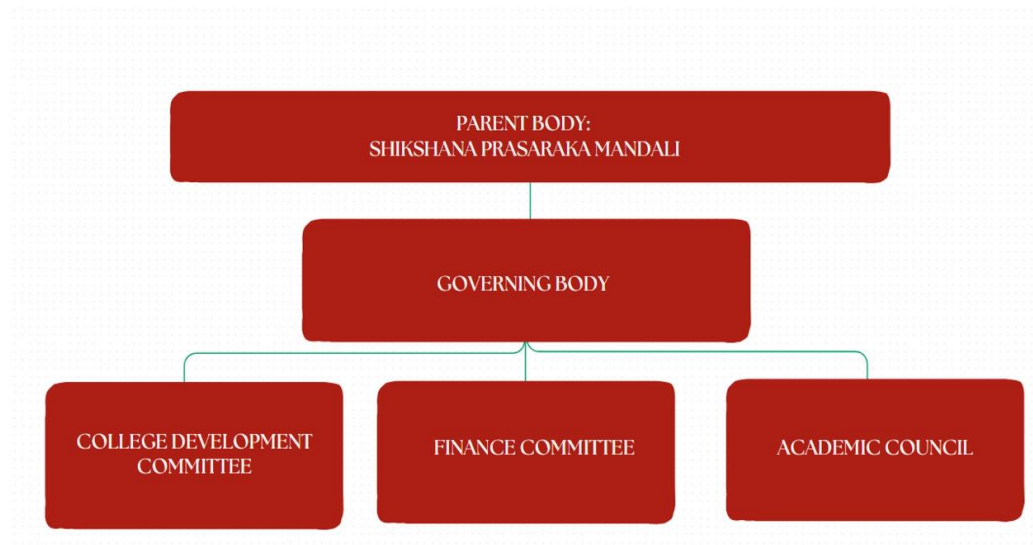 PARENT BODY:
SHIKSHANA PRASARAKA MANDALI
GOVERNING BODY
COLLEGE DEVELOPMENT
COMMITTEE
FINANCE COMMITTEE
ACADEMIC COUNCIL